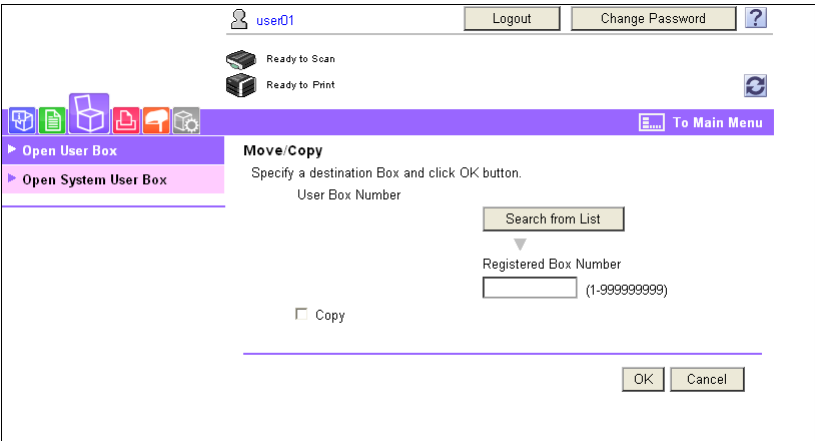 user01
Logout
Change Password
?
Ready to Scan
Ready to Print
To Main Menu
Open User Box
Open System User Box
Move/Copy
Specify a destination Box and click OK button.
User Box Number
Search from List
Registered Box Number
(1-999999999)
Copy
OK
Cancel